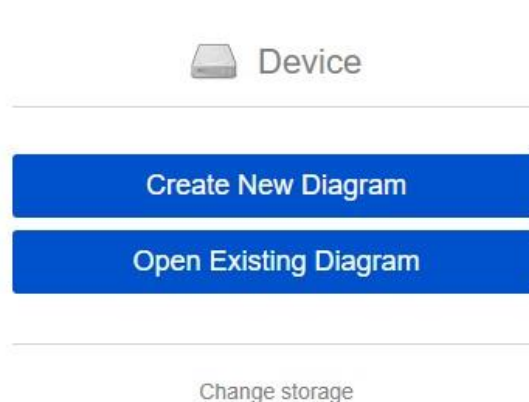 Device
Create New Diagram
Open Existing Diagram
Change storage